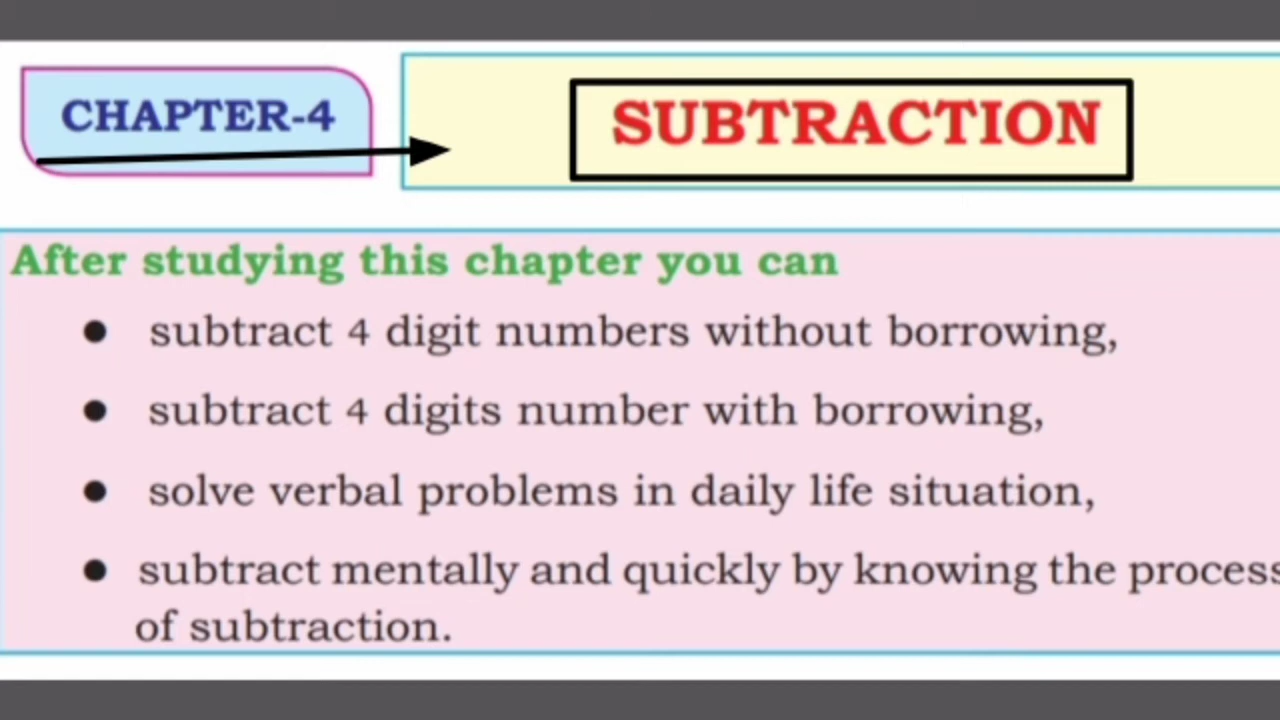 CHAPTER-4
SUBTRACTION
After studying this chapter you can
● subtract 4 digit numbers without borrowing,
● subtract 4 digits number with borrowing,
● solve verbal problems in daily life situation,
● subtract mentally and quickly by knowing the process
of subtraction.